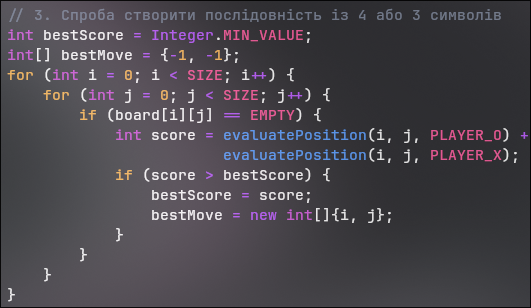 // 3. Спроба створити послідовність із 4 або 3 символів
int bestScore = Integer.MIN_VALUE;
int[] bestMove = {-1, -1};
for (int i = 0; i < SIZE; i++) {
    for (int j = 0; j < SIZE; j++) {
        if (board[i][j] == EMPTY) {
            int score = evaluatePosition(i, j, PLAYER_O) +
                        evaluatePosition(i, j, PLAYER_X);
            if (score > bestScore) {
                bestScore = score;
                bestMove = new int[]{i, j};
            }
        }
    }
}